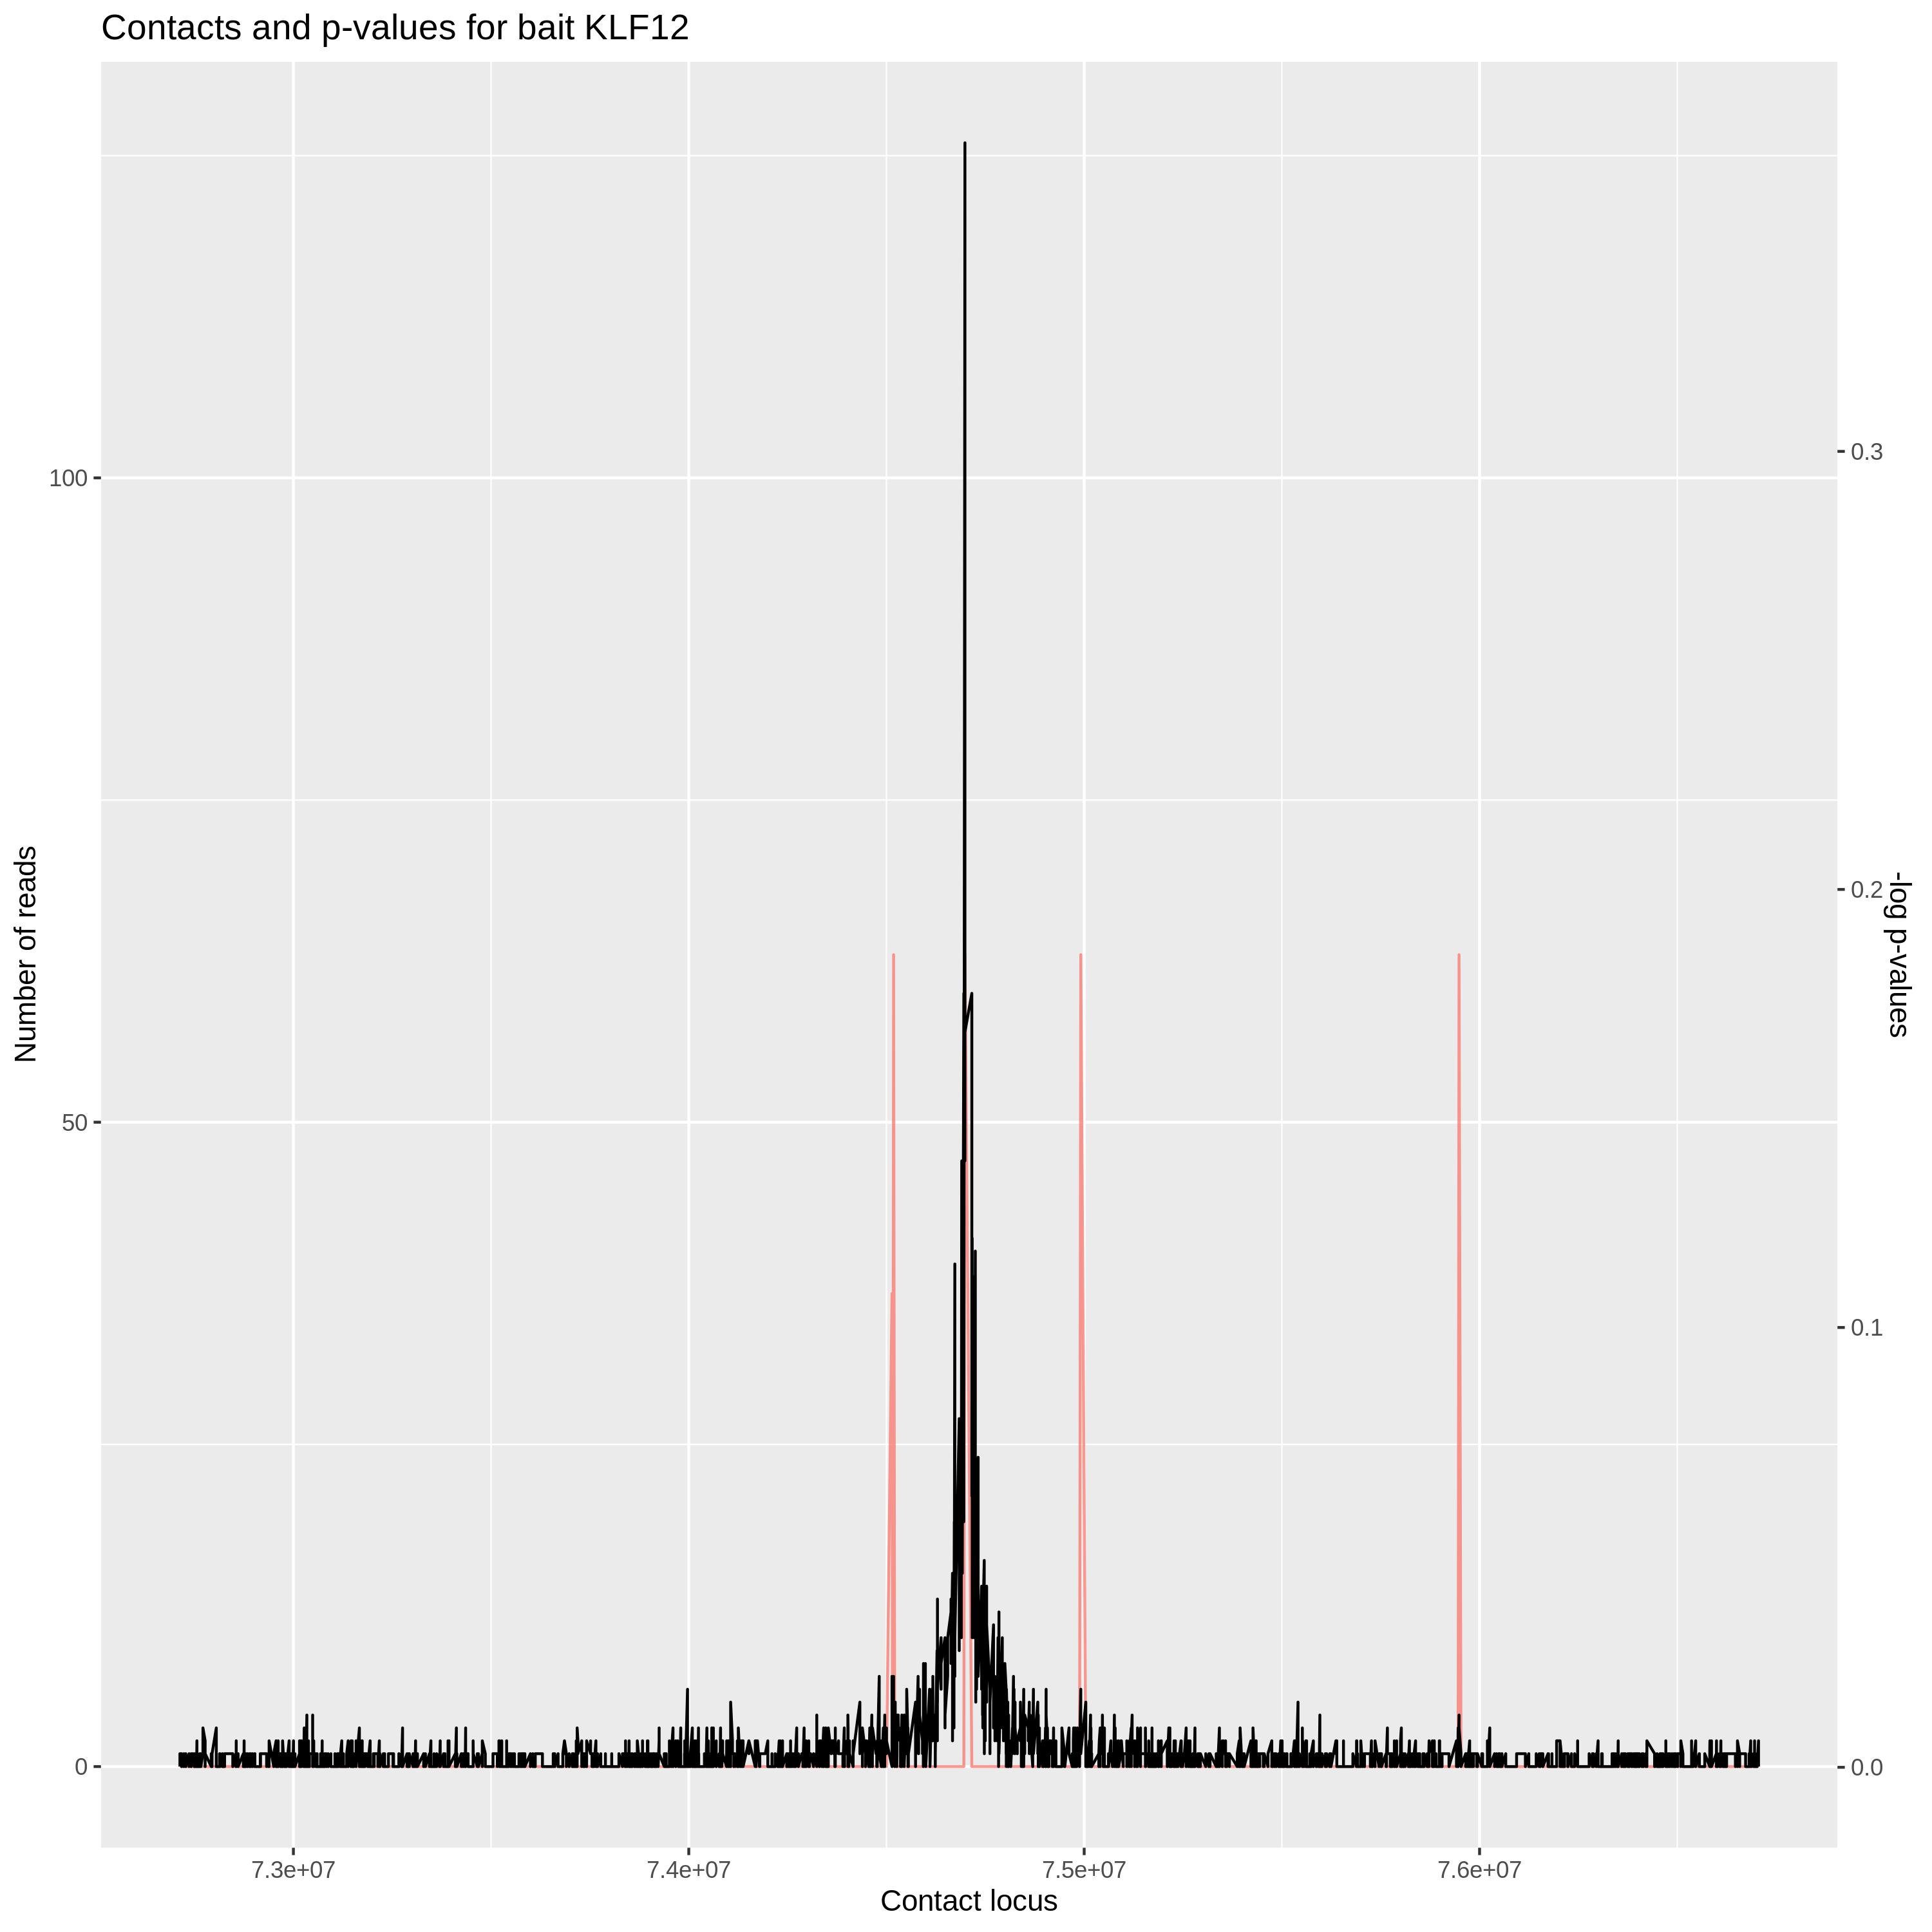 Contacts and p-values for bait KLF12
Number of reads
100
50
0
0.3
0.2
0.1
0.0
-log p-values
7.3e+07
7.4e+07
7.5e+07
7.6e+07
Contact locus